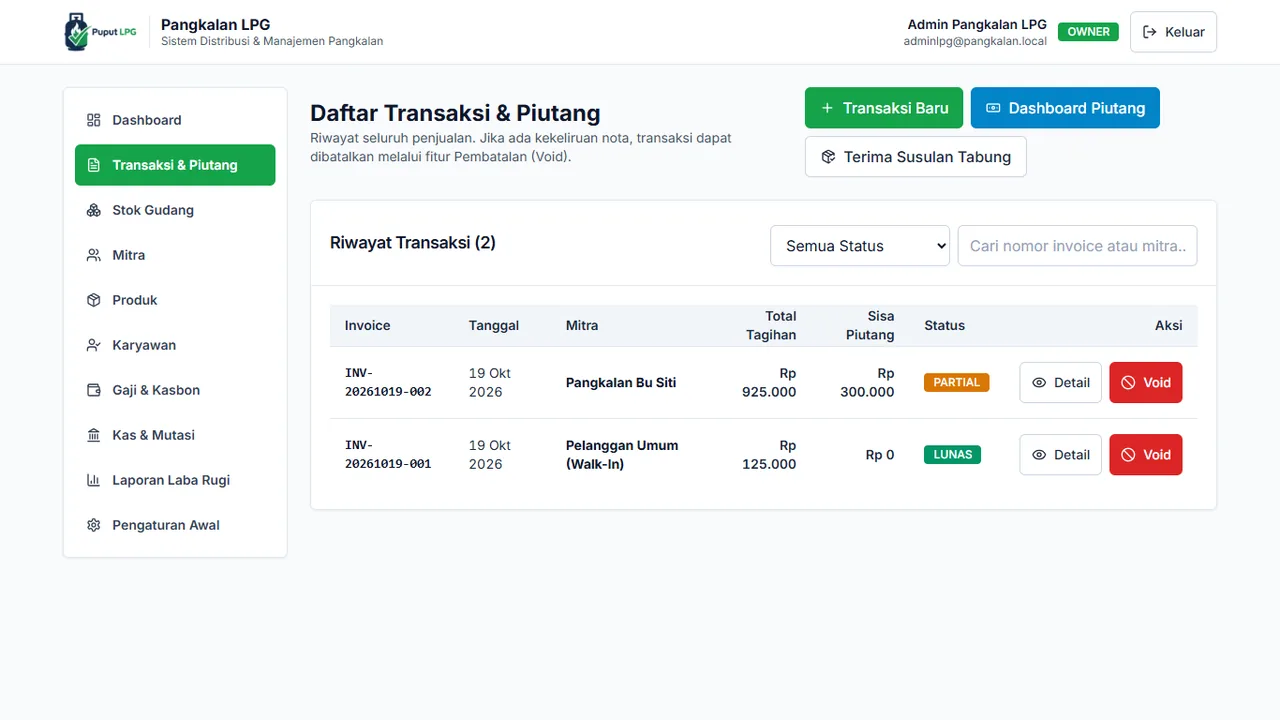 Puput LPG
Pangkalan LPG
Sistem Distribusi & Manajemen Pangkalan
Admin Pangkalan LPG
adminlpg@pangkalan.local
OWNER
Keluar
Dashboard
Transaksi & Piutang
Stok Gudang
Mitra
Produk
Karyawan
Gaji & Kasbon
Kas & Mutasi
Laporan Laba Rugi
Pengaturan Awal
Daftar Transaksi & Piutang
Riwayat seluruh penjualan. Jika ada kekeliruan nota, transaksi dapat
dibatalkan melalui fitur Pembatalan (Void).
Transaksi Baru
Dashboard Piutang
Terima Susulan Tabung
Riwayat Transaksi (2)
Semua Status
Cari nomor invoice atau mitra..
Invoice
Tanggal
Mitra
Total
Tagihan
Sisa
Piutang
Status
Aksi
INV-
20261019-002
19 Okt
2026
Pangkalan Bu Siti
Rp
925.000
Rp
300.000
PARTIAL
Detail
Void
INV-
20261019-001
19 Okt
2026
Pelanggan Umum
(Walk-In)
Rp
125.000
Rp 0
LUNAS
Detail
Void